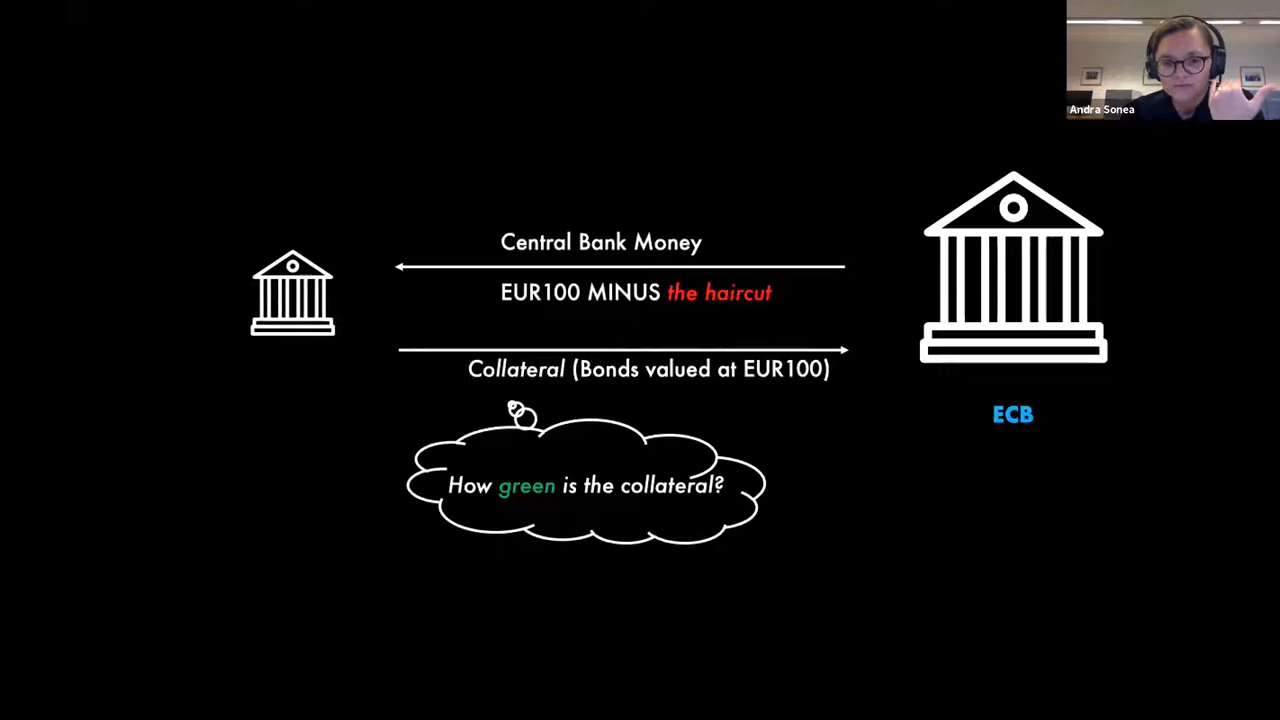 Andra Sonea
Central Bank Money
EUR100 MINUS the haircut
Collateral (Bonds valued at EUR100)
ECB
How green is the collateral?